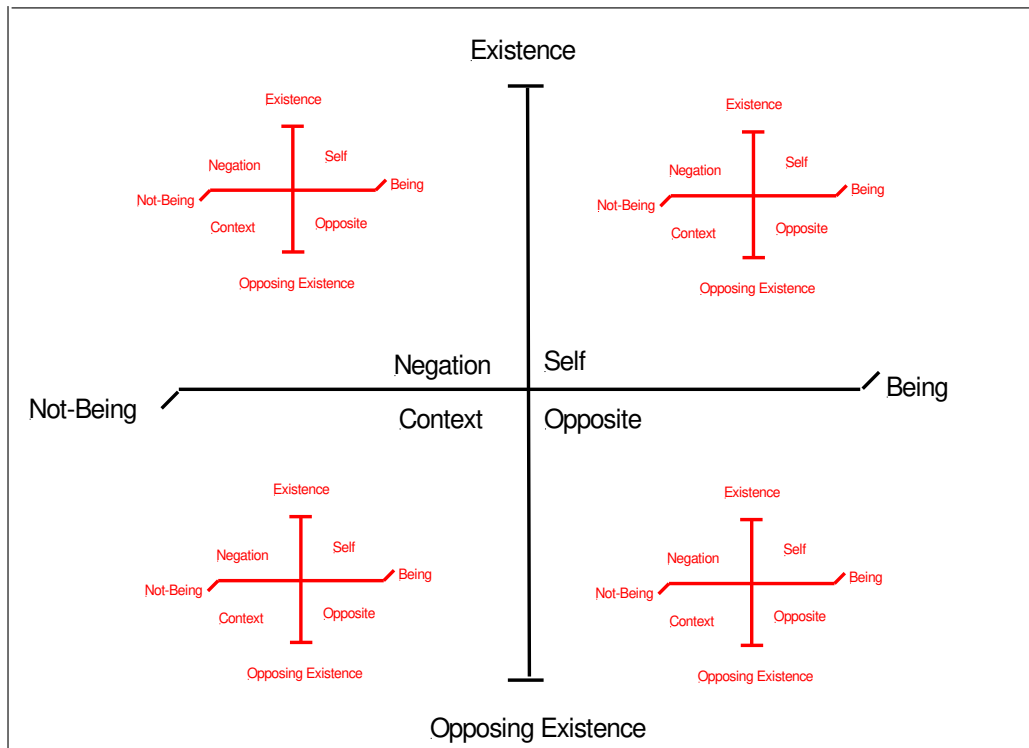 Existence
Existence
Negation
Self
Not-Being
Being
Context
Opposite
Opposing Existence
Existence
Negation
Self
Not-Being
Being
Context
Opposite
Opposing Existence
Negation
Self
Not-Being
Being
Context
Opposite
Existence
Negation
Self
Not-Being
Being
Context
Opposite
Opposing Existence
Existence
Negation
Self
Not-Being
Being
Context
Opposite
Opposing Existence
Opposing Existence